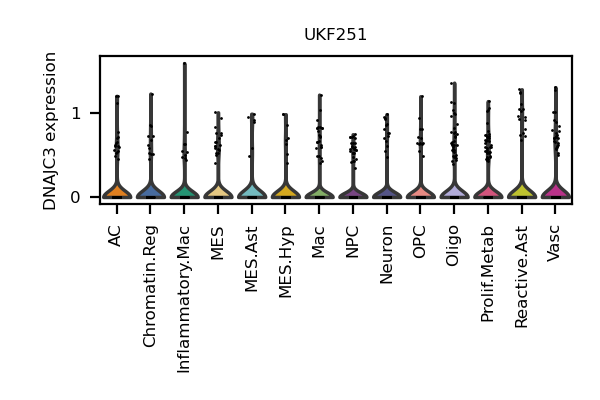 UKF251
DNAJC3 expression
1
0
AC
Chromatin.Reg
Inflammatory.Mac
MES
MES.Ast
MES.Hyp
Mac
NPC
Neuron
OPC
Oligo
Prolif.Metab
Reactive.Ast
Vasc